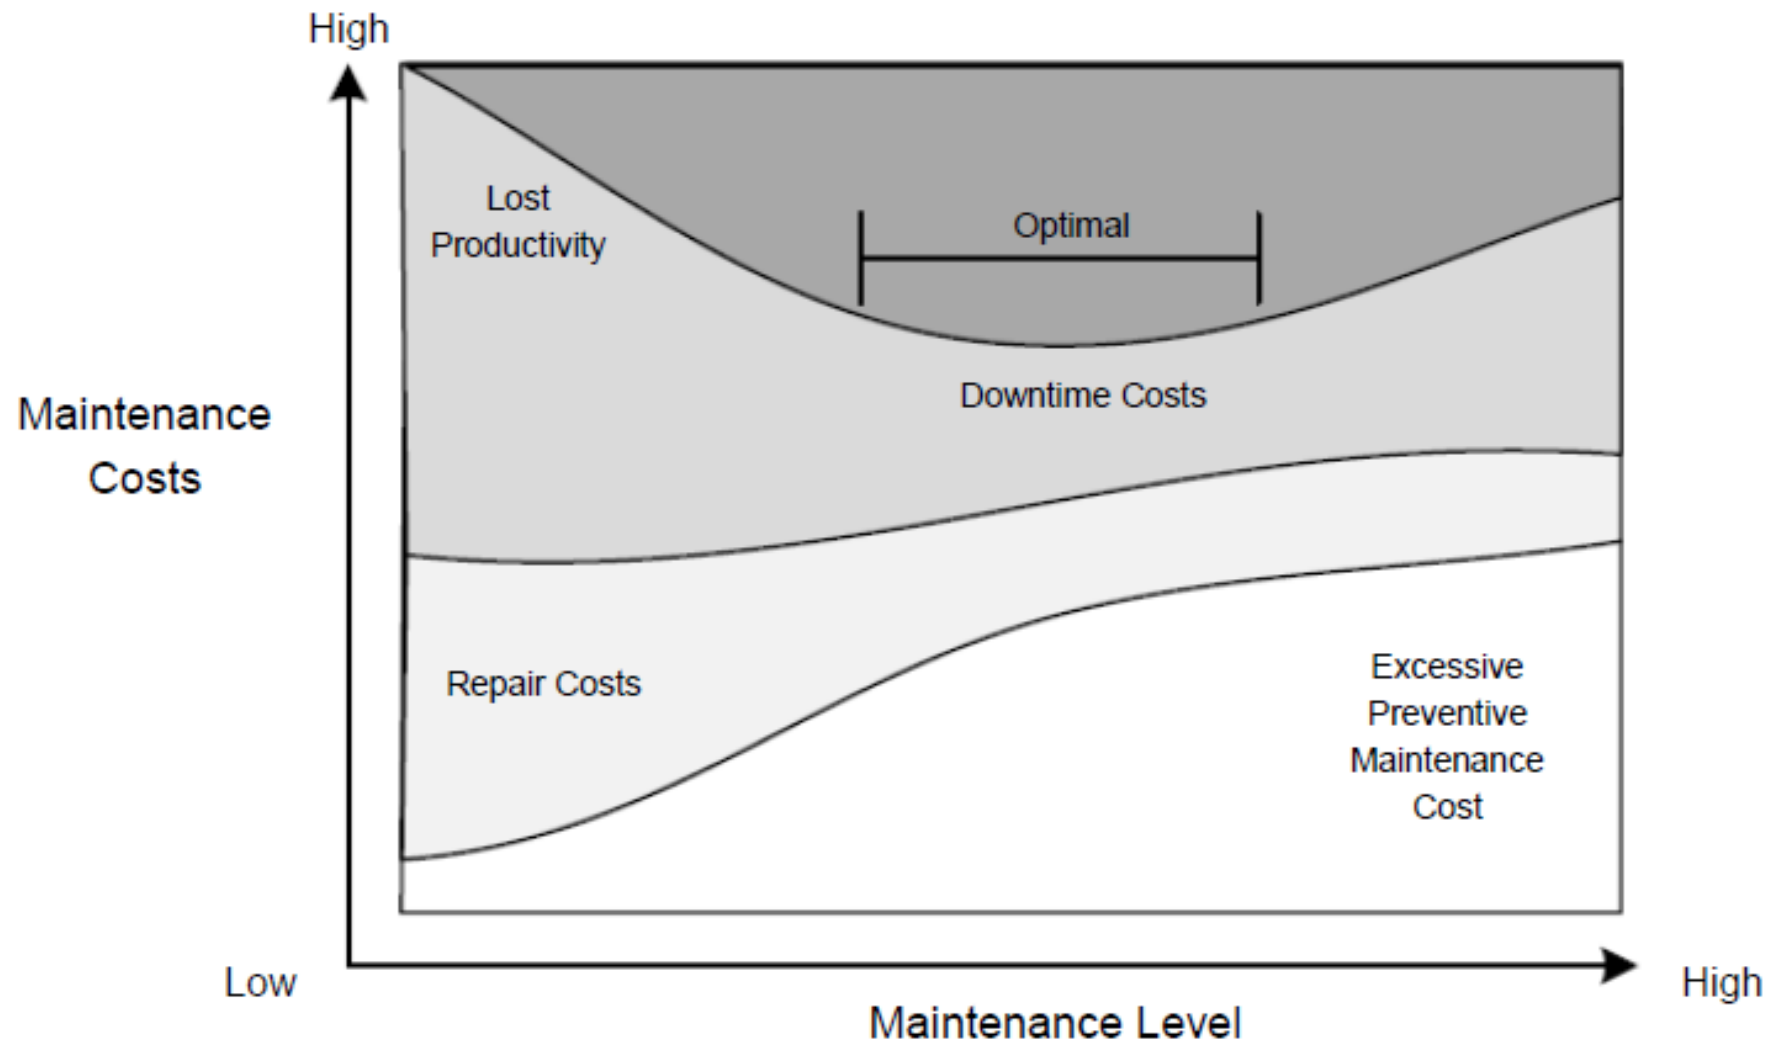 High
Lost
Productivity
Optimal
Downtime Costs
Maintenance
Costs
Repair Costs
Excessive
Preventive
Maintenance
Cost
Low
High
Maintenance Level